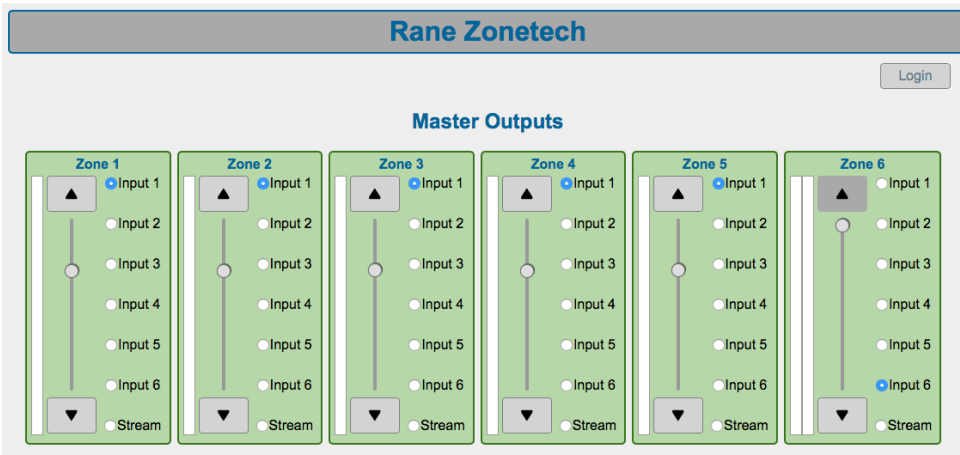 Rane Zonetech
Login
Master Outputs
Zone 1
Input 1
Input 2
Input 3
Input 4
Input 5
Input 6
Stream
Zone 2
Input 1
Input 2
Input 3
Input 4
Input 5
Input 6
Stream
Zone 3
Input 1
Input 2
Input 3
Input 4
Input 5
Input 6
Stream
Zone 4
Input 1
Input 2
Input 3
Input 4
Input 5
Input 6
Stream
Zone 5
Input 1
Input 2
Input 3
Input 4
Input 5
Input 6
Stream
Zone 6
Input 1
Input 2
Input 3
Input 4
Input 5
Input 6
Stream